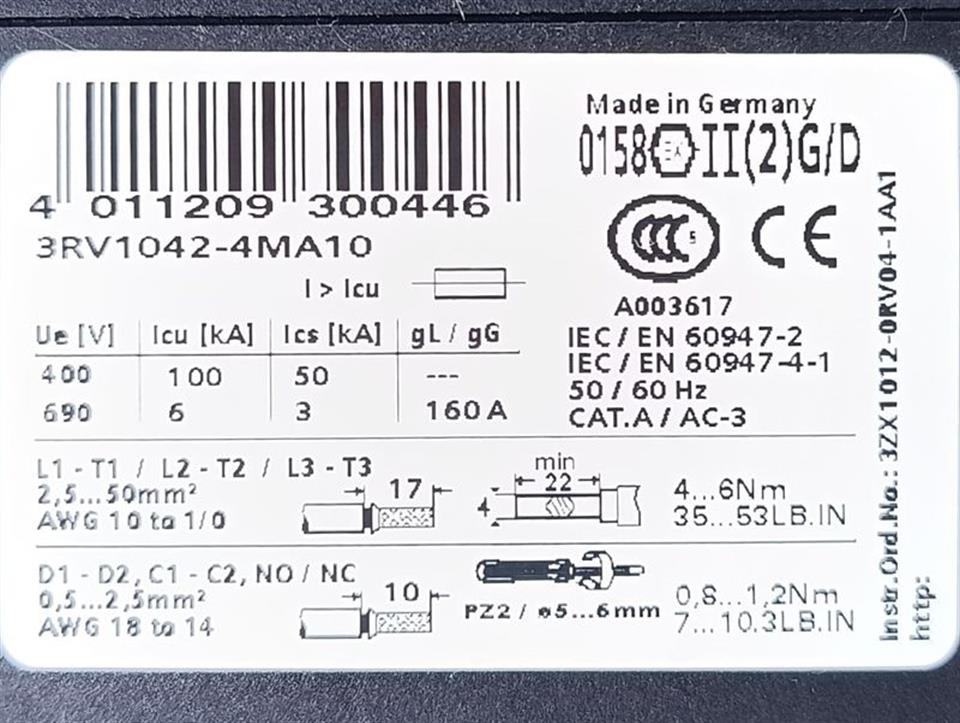 Made in Germany
0158 Ex II(2)G/D
4 011209 300446
3RV1042-4MA10
I > Icu
CCC S
CE
A003617
Ue [V] Icu [kA] Ics [kA] gL / gG
400 100 50 ---
690 6 3 160 A
IEC / EN 60947-2
IEC / EN 60947-4-1
50 / 60 Hz
CAT.A / AC-3
L1 - T1 / L2 - T2 / L3 - T3
2,5...50mm²
AWG 10 to 1/0
17
min
22
4
4...6Nm
35...53LB.IN
D1 - D2, C1 - C2, NO / NC
0,5...2,5mm²
AWG 18 to 14
10
PZ2 / ø5...6mm
0,8...1,2Nm
7...10.3LB.IN
Instr.Ord.No.: 3ZX1012-0RV04-1AA1
http: